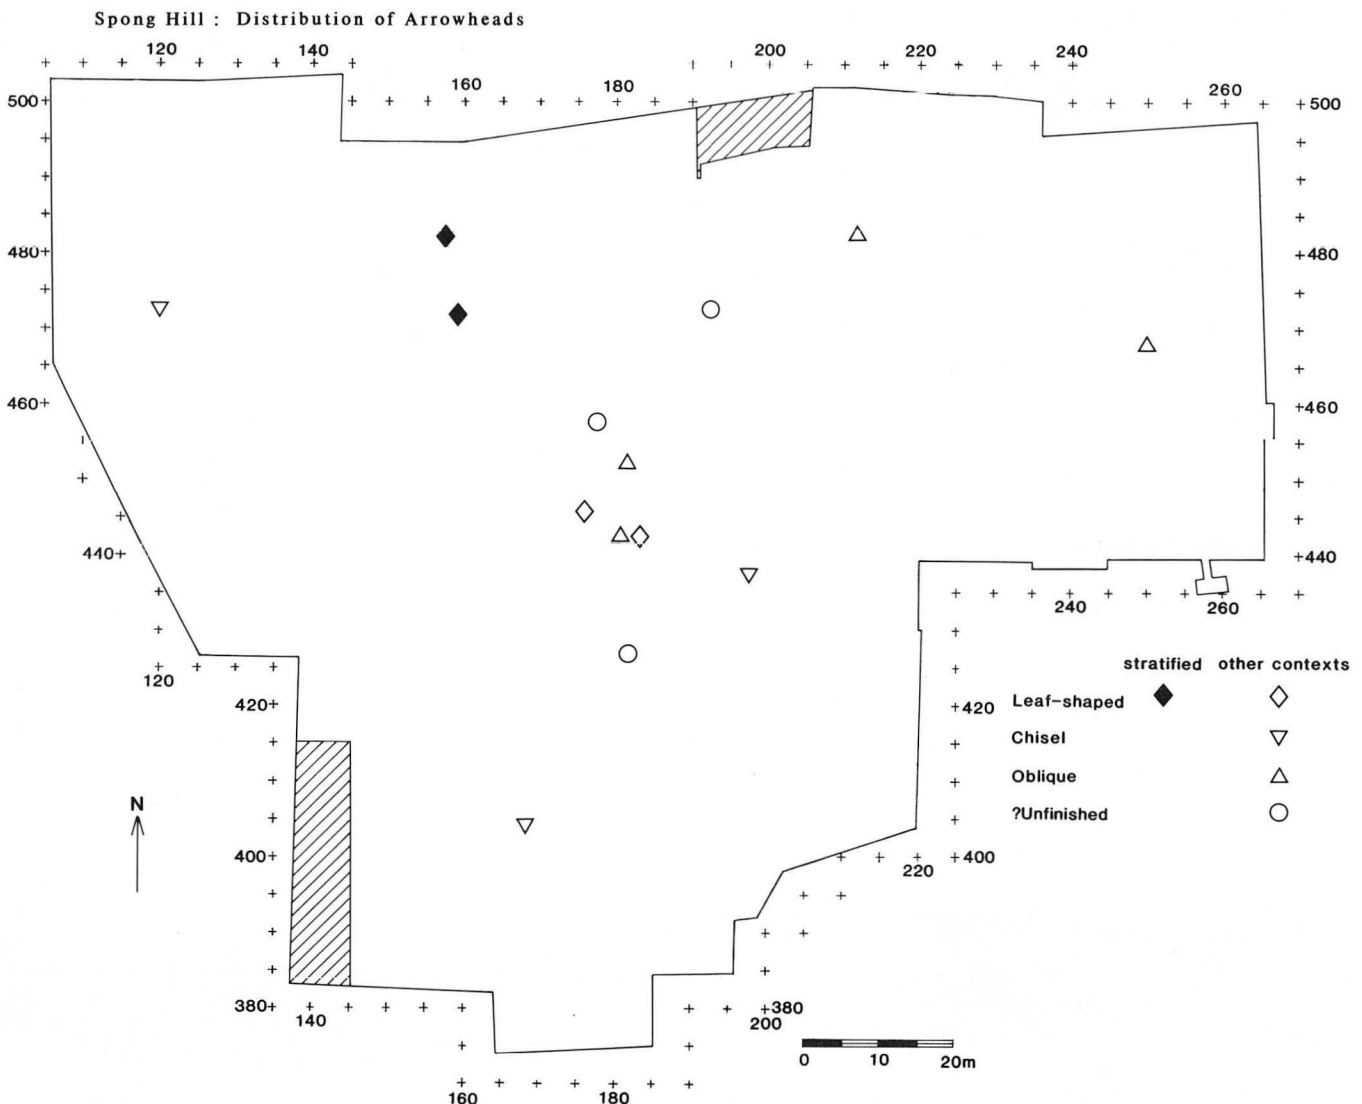 Spong Hill : Distribution of Arrowheads
120 140 200 220 240
160 180 260
500 500
480 480
460 460
440 440
240 260
120
stratified other contexts
420 420 Leaf-shaped
Chisel
Oblique
N ?Unfinished
400 220 400
380 140 200 380
0 10 20m
160 180